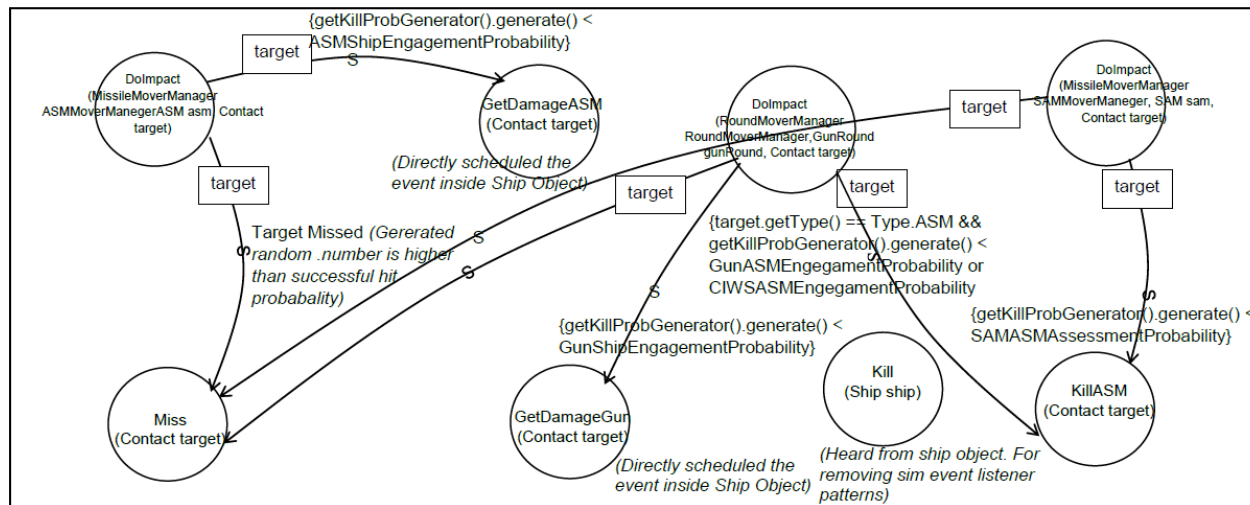 {getKillProbGenerator().generate() <
ASMShipEngagementProbability}
target
S
DoImpact
(MissileMoverManager
ASMMoverManegerASM asm, Contact
target)
GetDamageASM
(Contact target)
(Directly scheduled the
event inside Ship Object)
DoImpact
(RoundMoverManager
RoundMoverManager,GunRound
gunRound, Contact target)
DoImpact
(MissileMoverManager
SAMMoverManeger, SAM sam,
Contact target)
target
target
target
target
target
Target Missed (Gererated
random .number is higher
than successful hit
probabality)
S
S
S
{target.getType() == Type.ASM &&
getKillProbGenerator().generate() <
GunASMEngegamentProbability or
CIWSASMEngegamentProbability
S
S
S
{getKillProbGenerator().generate() <
GunShipEngagementProbability}
{getKillProbGenerator().generate() <
SAMASMAssessmentProbability}
Miss
(Contact target)
GetDamageGun
(Contact target)
(Directly scheduled the
event inside Ship Object)
Kill
(Ship ship)
(Heard from ship object. For
removing sim event listener
patterns)
KillASM
(Contact target)